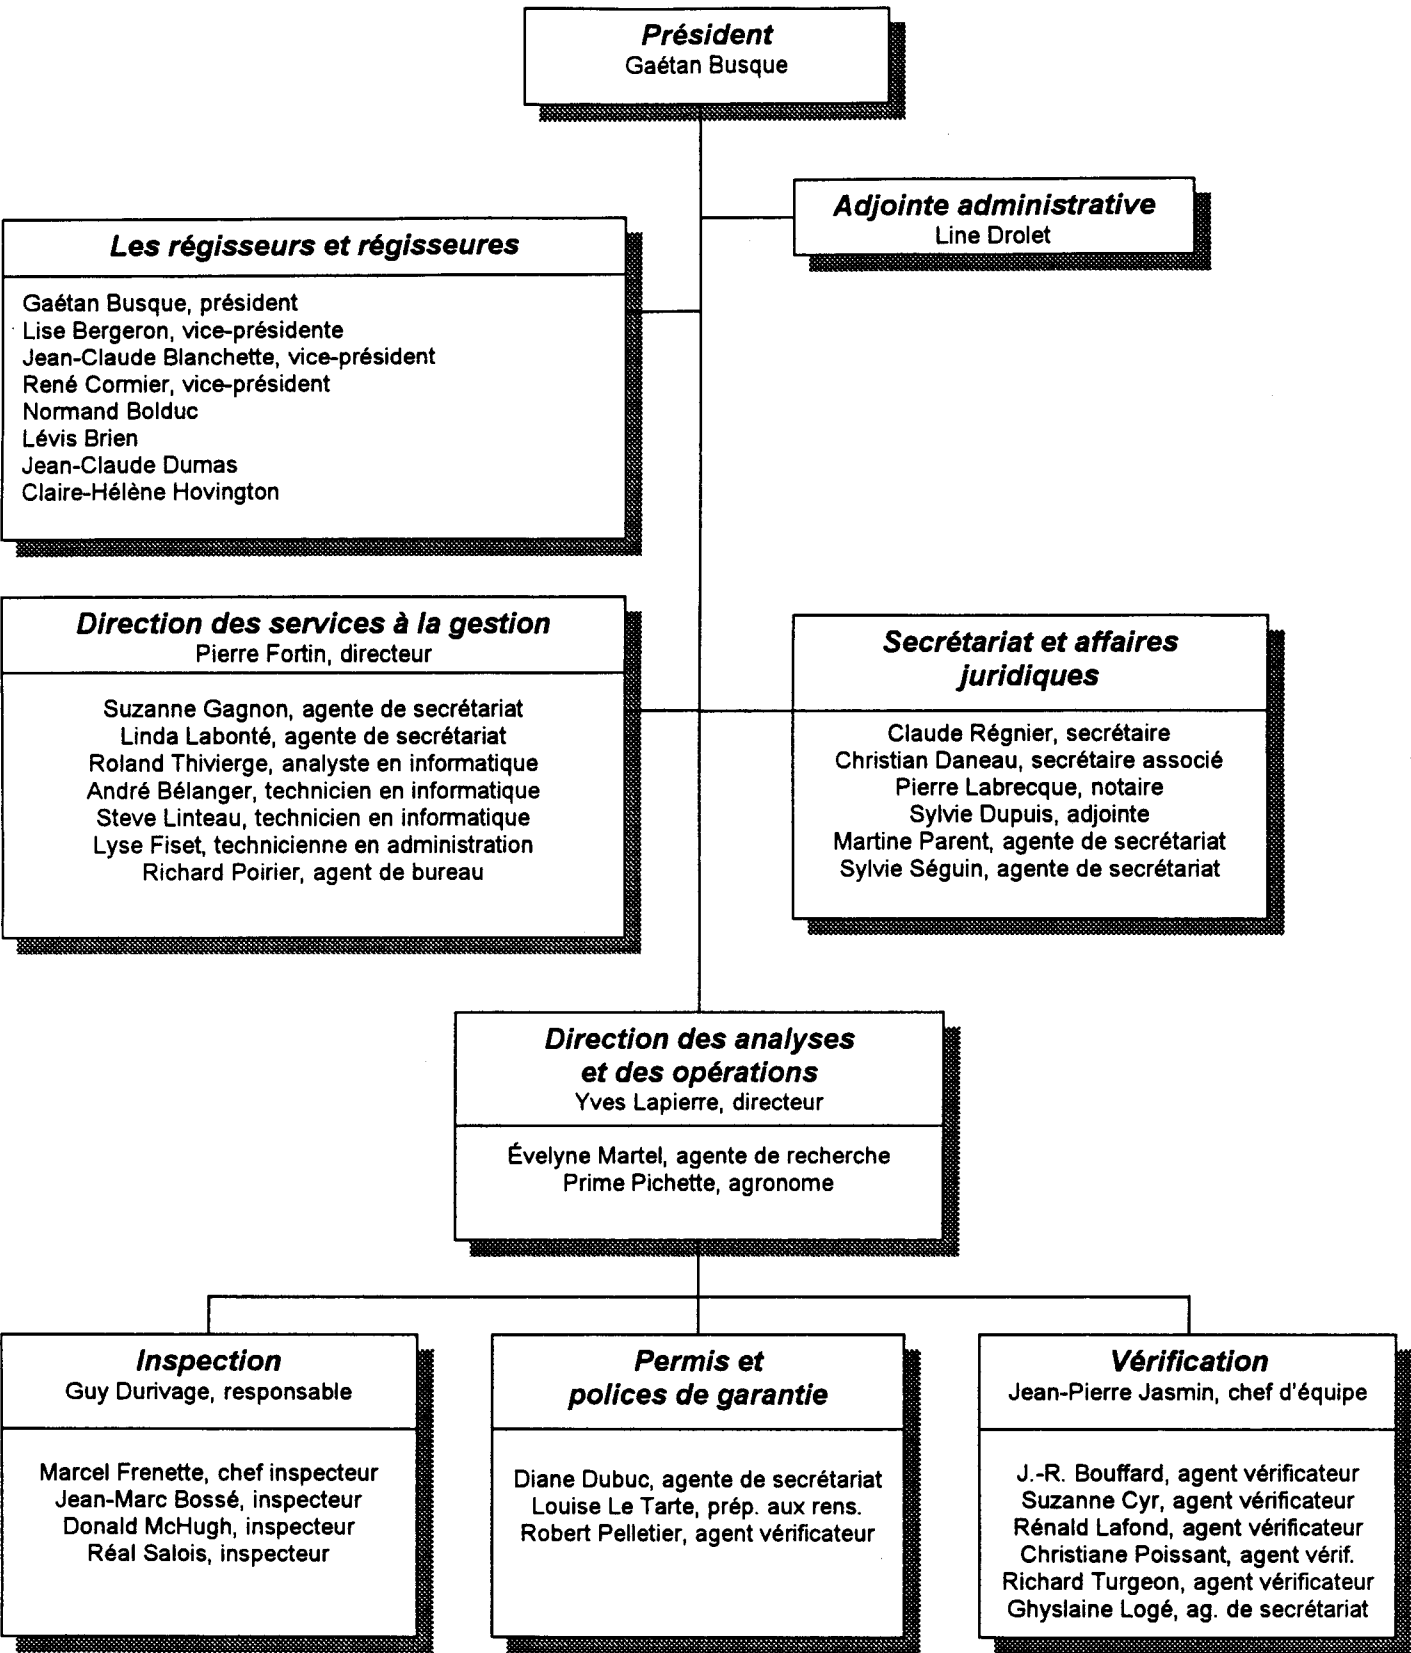 Président
Gaétan Busque
Adjointe administrative
Line Drolet
Les régisseurs et régisseures
Gaétan Busque, président
Lise Bergeron, vice-présidente
Jean-Claude Blanchette, vice-président
René Cormier, vice-président
Normand Bolduc
Lévis Brien
Jean-Claude Dumas
Claire-Hélène Hovington
Direction des services à la gestion
Pierre Fortin, directeur
Suzanne Gagnon, agente de secrétariat
Linda Labonté, agente de secrétariat
Roland Thivierge, analyste en informatique
André Bélanger, technicien en informatique
Steve Linteau, technicien en informatique
Lyse Fiset, technicienne en administration
Richard Poirier, agent de bureau
Secrétariat et affaires
juridiques
Claude Régnier, secrétaire
Christian Daneau, secrétaire associé
Pierre Labrecque, notaire
Sylvie Dupuis, adjointe
Martine Parent, agente de secrétariat
Sylvie Séguin, agente de secrétariat
Direction des analyses
et des opérations
Yves Lapierre, directeur
Évelyne Martel, agente de recherche
Prime Pichette, agronome
Inspection
Guy Durivage, responsable
Marcel Frenette, chef inspecteur
Jean-Marc Bossé, inspecteur
Donald McHugh, inspecteur
Réal Salois, inspecteur
Permis et
polices de garantie
Diane Dubuc, agente de secrétariat
Louise Le Tarte, prép. aux rens.
Robert Pelletier, agent vérificateur
Vérification
Jean-Pierre Jasmin, chef d'équipe
J.-R. Bouffard, agent vérificateur
Suzanne Cyr, agent vérificateur
Rénald Lafond, agent vérificateur
Christiane Poissant, agent vérif.
Richard Turgeon, agent vérificateur
Ghyslaine Logé, ag. de secrétariat